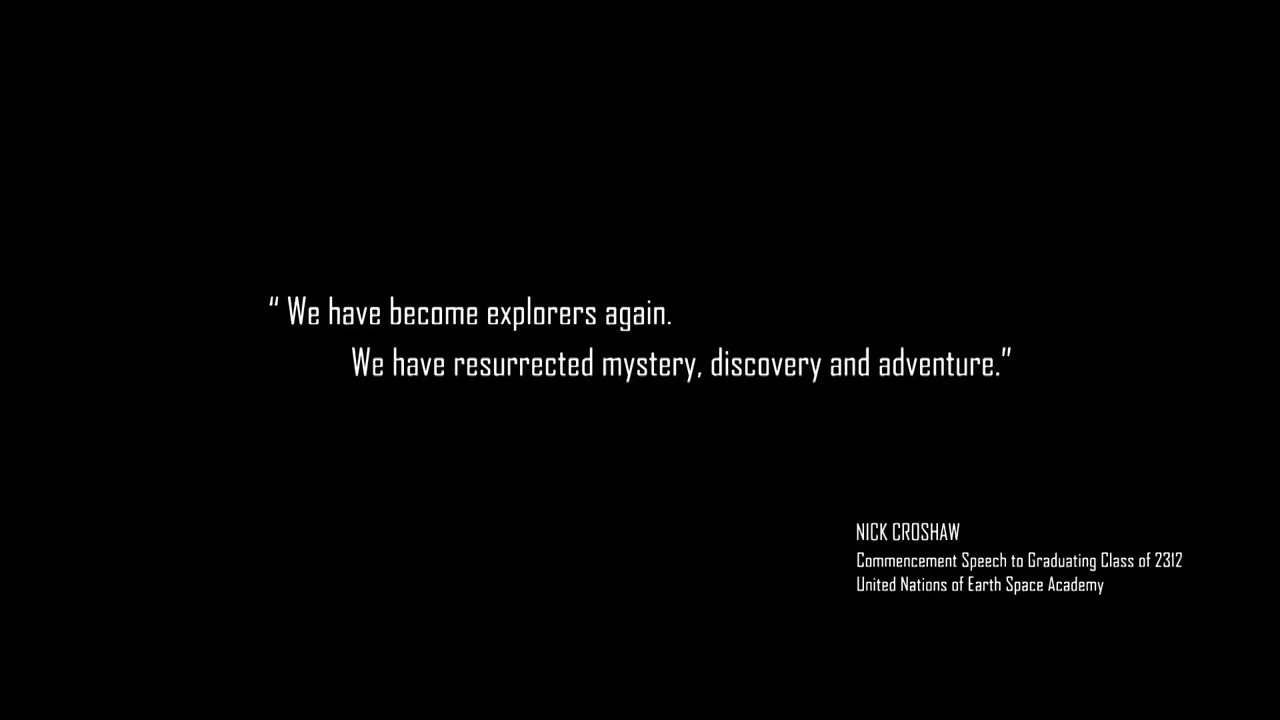 “ We have become explorers again.
We have resurrected mystery, discovery and adventure.”
NICK CROSHAW
Commencement Speech to Graduating Class of 2312
United Nations of Earth Space Academy